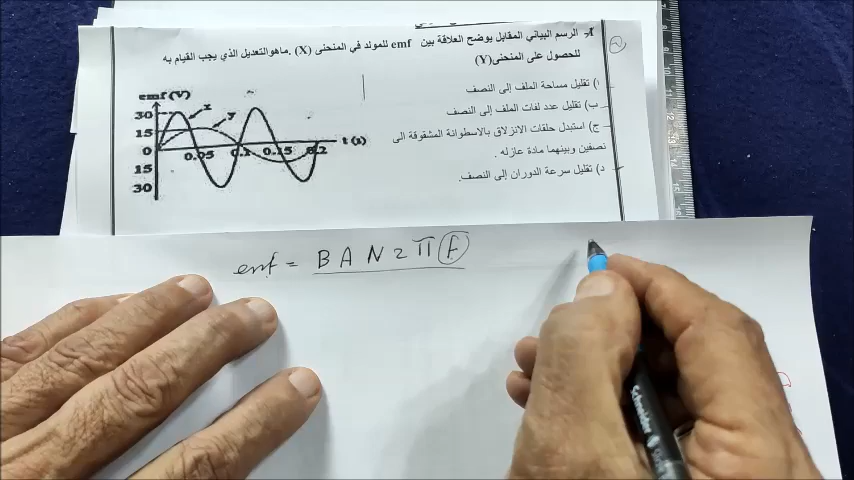 1- الرسم البياني المقابل يوضح العلاقة بين emf للمولد في المنحنى (X) .ماهوالتعديل الذي يجب القيام به
للحصول على المنحنى(Y)
ا) تقليل مساحة الملف إلى النصف
ب) تقليل عدد لفات الملف إلى النصف
ج) استبدل حلقات الانزلاق بالاسطوانة المشقوقة الى
نصفين وبينهما مادة عازله .
د) تقليل سرعة الدوران إلى النصف.
emf (V)
x
y
30
15
0
15
30
0.05 0.1 0.15 0.2
t (s)
emf = B A N 2 π F
Schneider